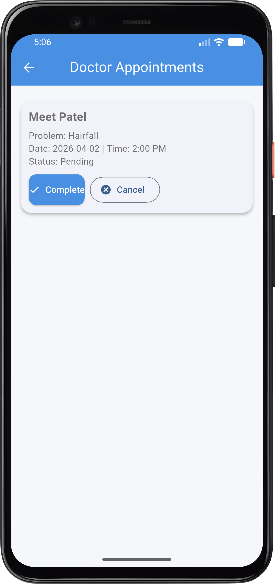 5:06
Doctor Appointments
Meet Patel
Problem: Hairfall
Date: 2026-04-02 | Time: 2:00 PM
Status: Pending
Complete
Cancel